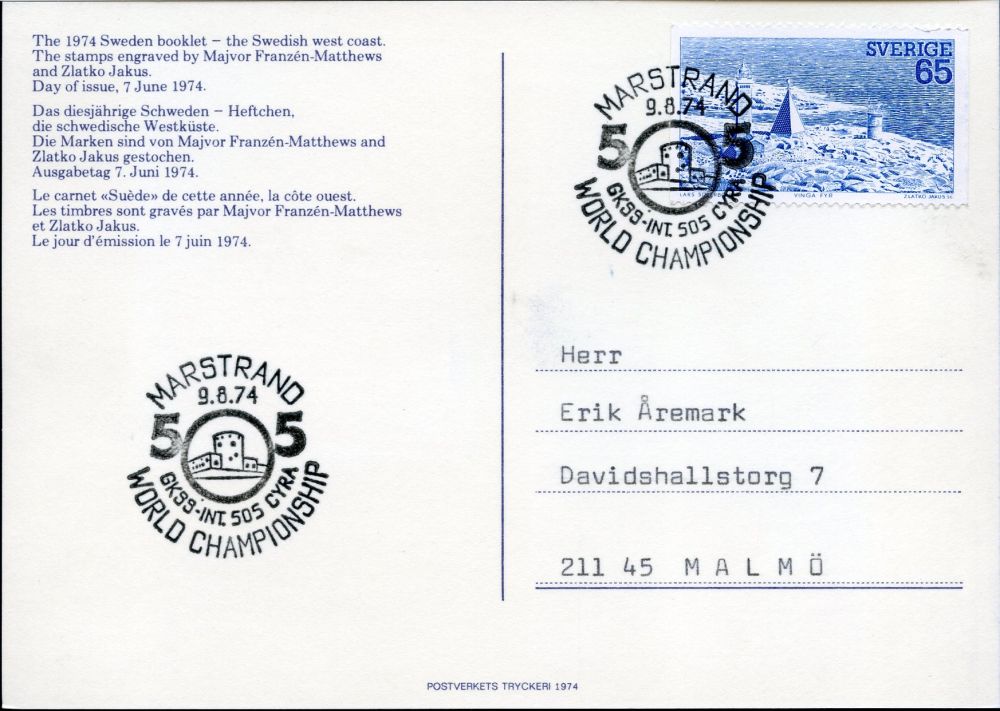 The 1974 Sweden booklet – the Swedish west coast.
The stamps engraved by Majvor Franzén-Matthews
and Zlatko Jakus.
Day of issue, 7 June 1974.
Das diesjährige Schweden – Heftchen,
die schwedische Westküste.
Die Marken sind von Majvor Franzén-Matthews and
Zlatko Jakus gestochen.
Ausgabetag 7. Juni 1974.
Le carnet «Suède» de cette année, la côte ouest.
Les timbres sont gravés par Majvor Franzén-Matthews
et Zlatko Jakus.
Le jour d'émission le 7 juin 1974.
SVERIGE
65
LARS
VINGA FYR
ZLATKO JAKUS SC
MARSTRAND
9.8.74
5 5
GKSS-INT. 505 CYRA
WORLD CHAMPIONSHIP
Herr
Erik Åremark
Davidshallstorg 7
211 45 M A L M Ö
MARSTRAND
9.8.74
5 5
GKSS-INT. 505 CYRA
WORLD CHAMPIONSHIP
POSTVERKETS TRYCKERI 1974